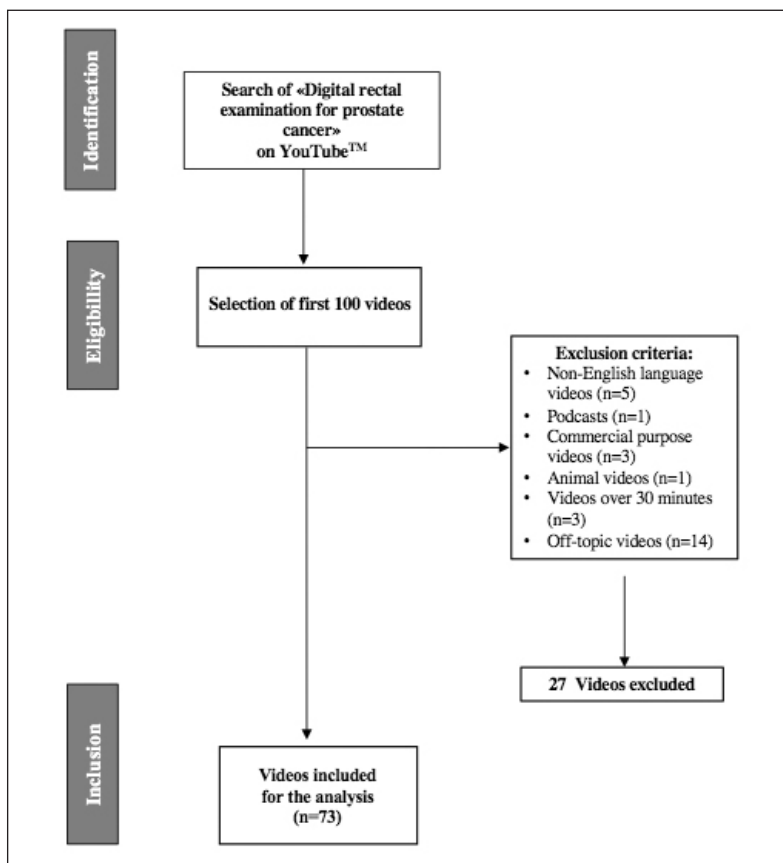 Identification
Search of «Digital rectal
examination for prostate
cancer»
on YouTube™
Eligibillity
Selection of first 100 videos
Exclusion criteria:
• Non-English language
videos (n=5)
• Podcasts (n=1)
• Commercial purpose
videos (n=3)
• Animal videos (n=1)
• Videos over 30 minutes
(n=3)
• Off-topic videos (n=14)
27 Videos excluded
Inclusion
Videos included
for the analysis
(n=73)